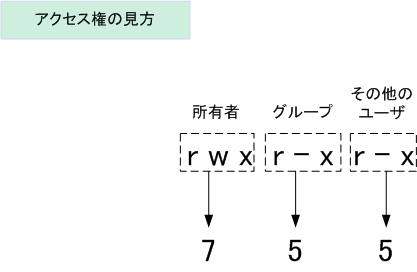 アクセス権の見方
所有者 グループ その他の
ユーザ
r w x r − x r − x
7 5 5